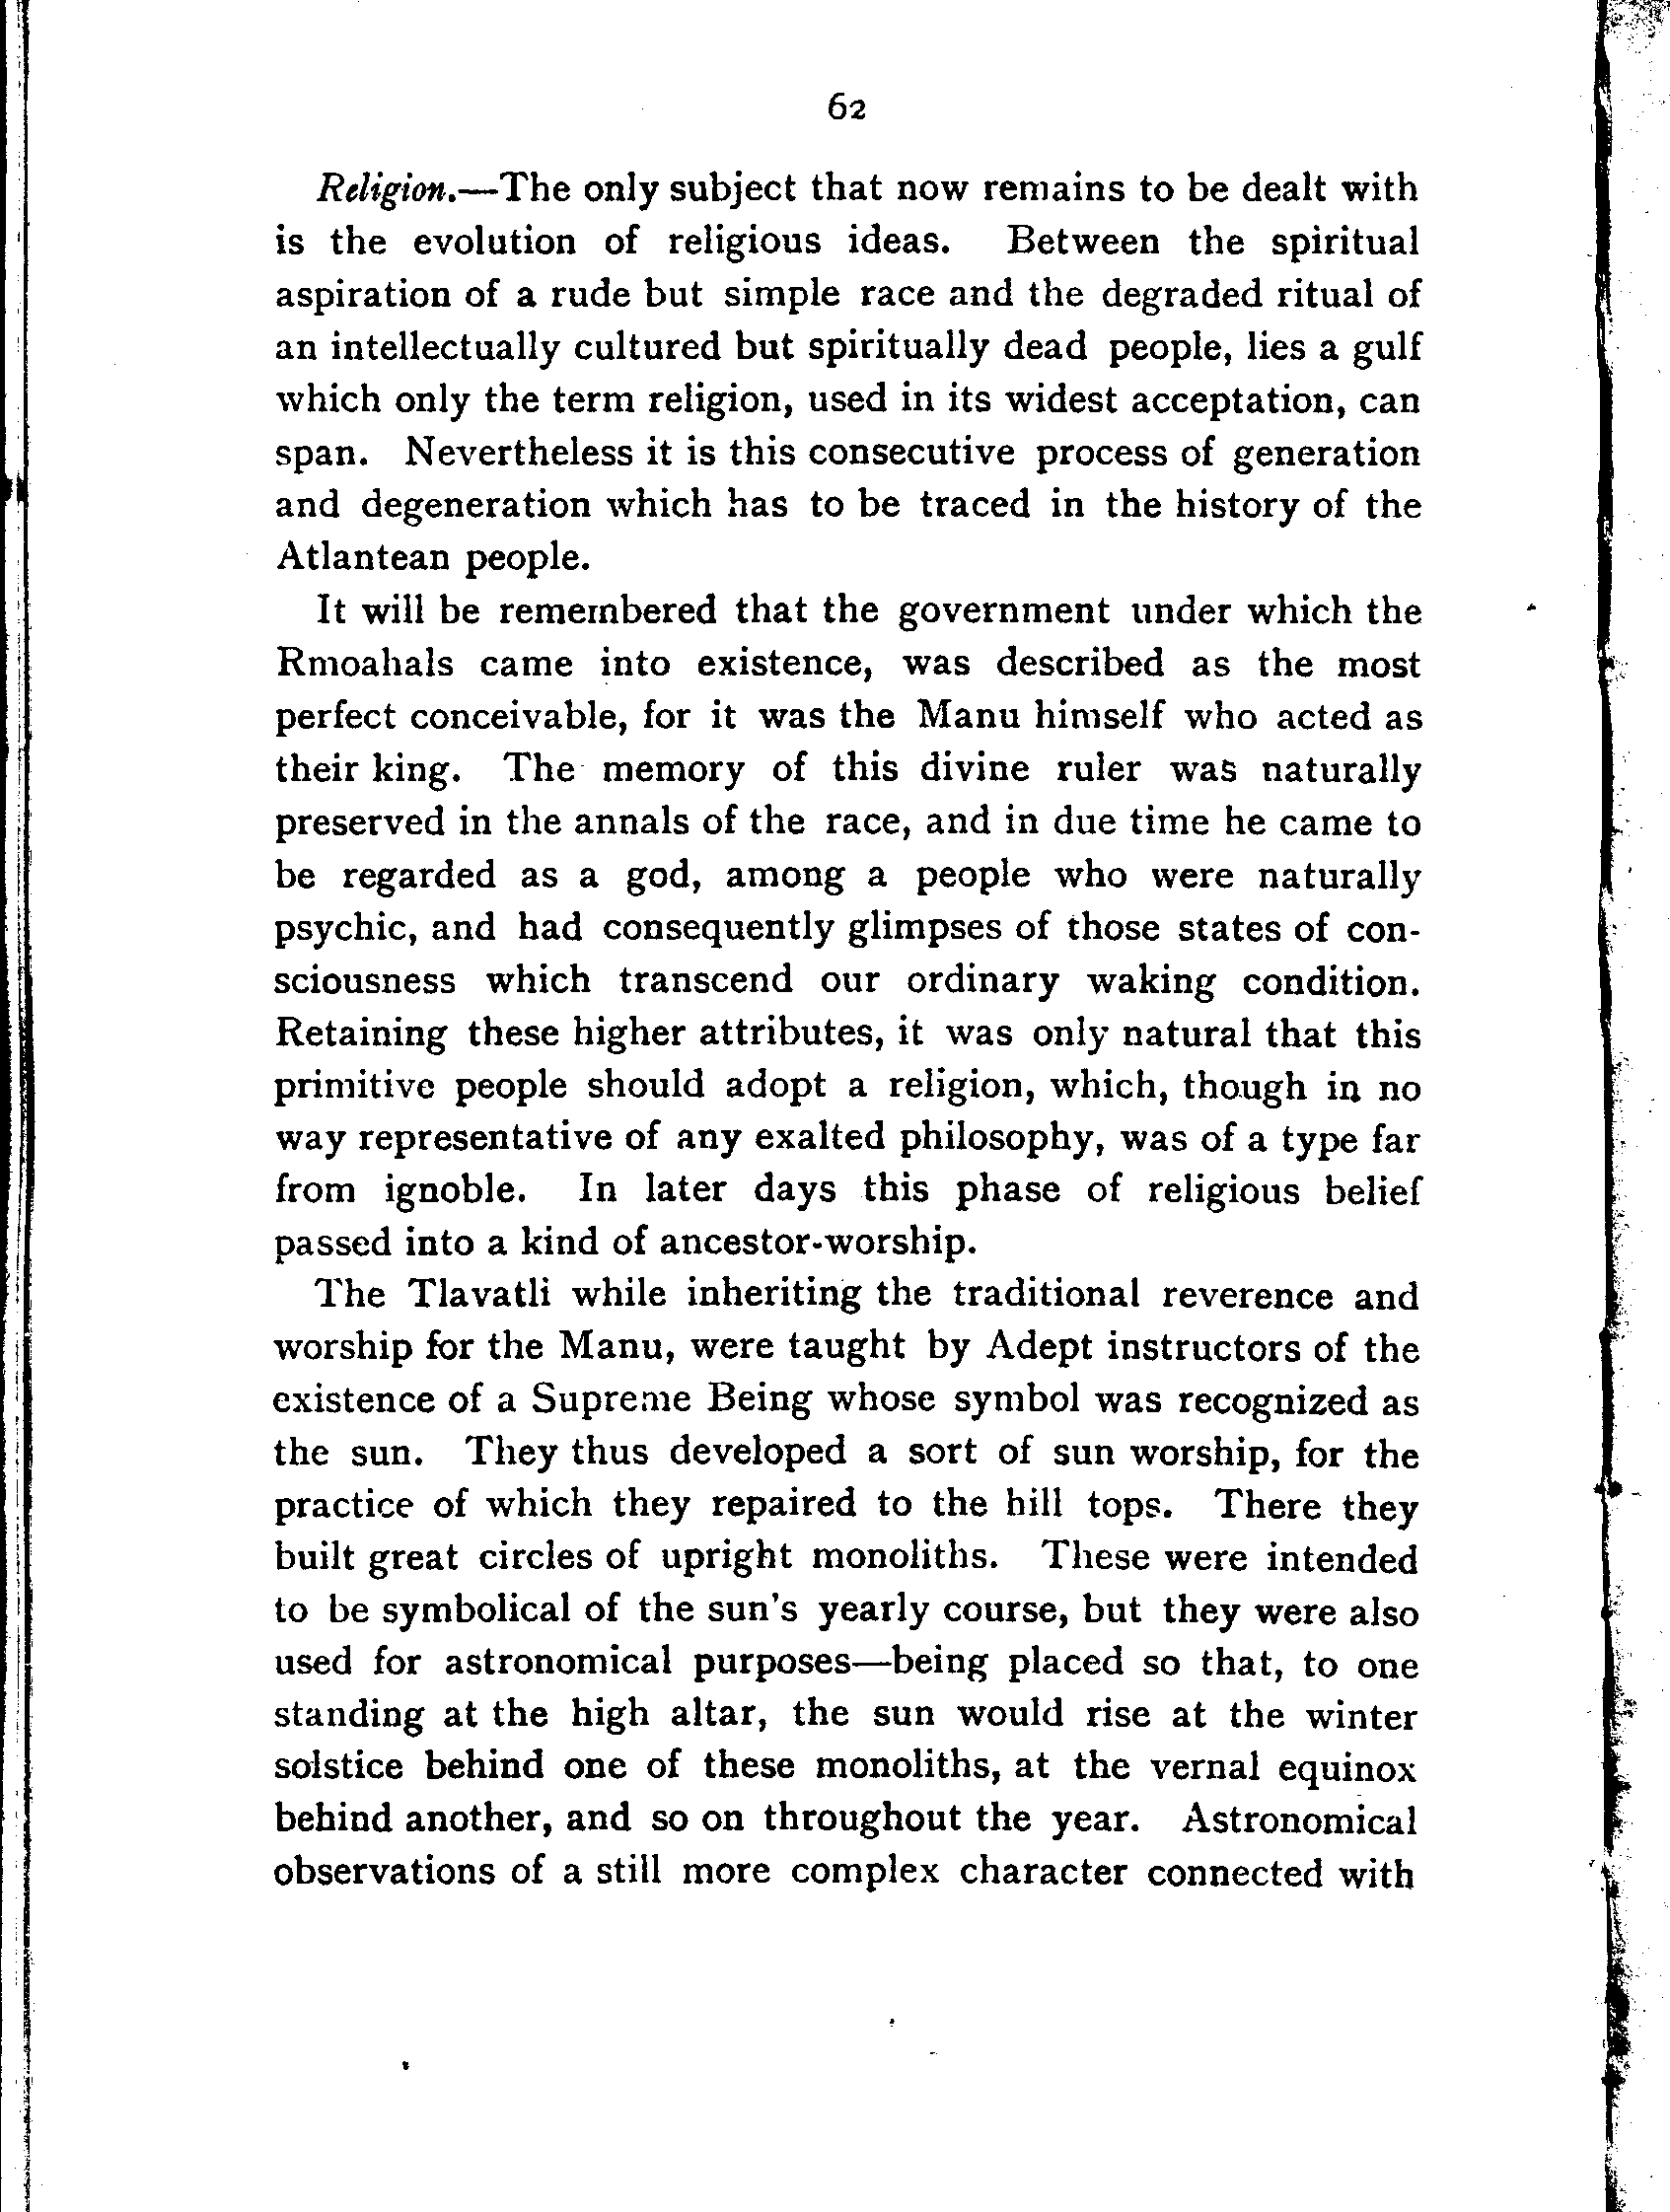 62
Religion.—The only subject that now remains to be dealt with
is the evolution of religious ideas. Between the spiritual
aspiration of a rude but simple race and the degraded ritual of
an intellectually cultured but spiritually dead people, lies a gulf
which only the term religion, used in its widest acceptation, can
span. Nevertheless it is this consecutive process of generation
and degeneration which has to be traced in the history of the
Atlantean people.
It will be remembered that the government under which the
Rmoahals came into existence, was described as the most
perfect conceivable, for it was the Manu himself who acted as
their king. The memory of this divine ruler was naturally
preserved in the annals of the race, and in due time he came to
be regarded as a god, among a people who were naturally
psychic, and had consequently glimpses of those states of con-
sciousness which transcend our ordinary waking condition.
Retaining these higher attributes, it was only natural that this
primitive people should adopt a religion, which, though in no
way representative of any exalted philosophy, was of a type far
from ignoble. In later days this phase of religious belief
passed into a kind of ancestor-worship.
The Tlavatli while inheriting the traditional reverence and
worship for the Manu, were taught by Adept instructors of the
existence of a Supreme Being whose symbol was recognized as
the sun. They thus developed a sort of sun worship, for the
practice of which they repaired to the hill tops. There they
built great circles of upright monoliths. These were intended
to be symbolical of the sun's yearly course, but they were also
used for astronomical purposes—being placed so that, to one
standing at the high altar, the sun would rise at the winter
solstice behind one of these monoliths, at the vernal equinox
behind another, and so on throughout the year. Astronomical
observations of a still more complex character connected with